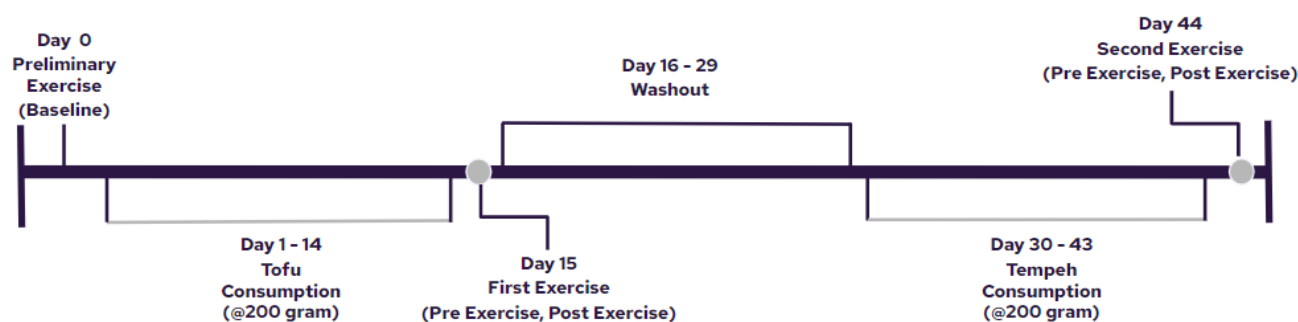 Day 0
Preliminary
Exercise
(Baseline)
Day 1 - 14
Tofu
Consumption
(@200 gram)
Day 15
First Exercise
(Pre Exercise, Post Exercise)
Day 16 - 29
Washout
Day 30 - 43
Tempeh
Consumption
(@200 gram)
Day 44
Second Exercise
(Pre Exercise, Post Exercise)